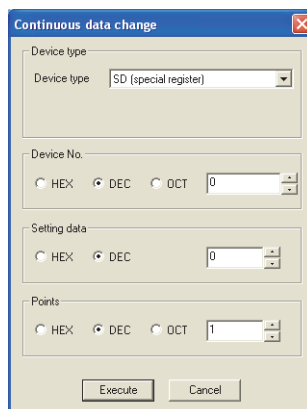 Continuous data change
Device type
Device type SD (special register)
Device No.
HEX DEC OCT 0
Setting data
HEX DEC 0
Points
HEX DEC OCT 1
Execute Cancel